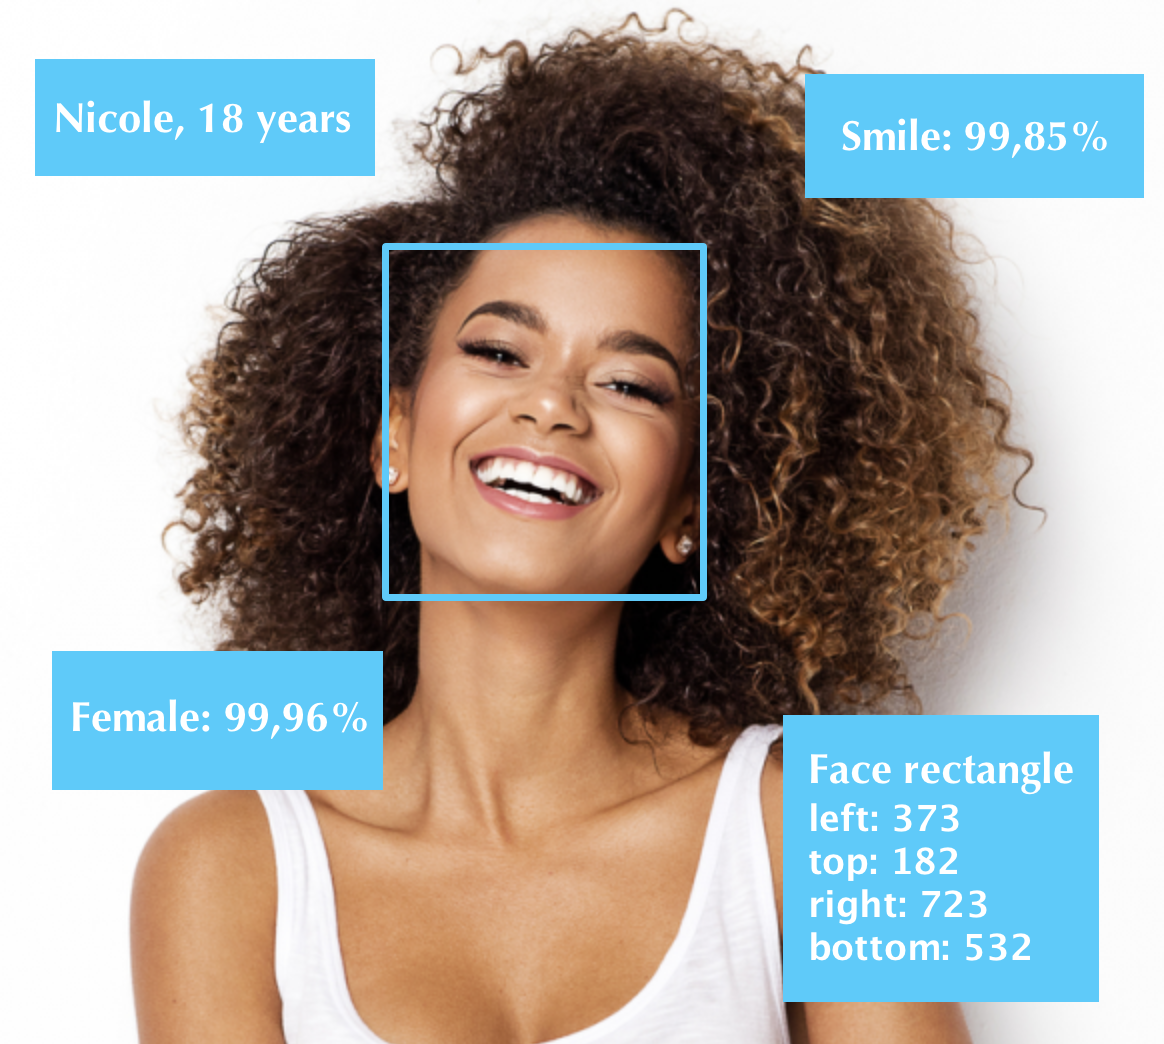 Nicole, 18 years
Smile: 99,85%
Female: 99,96%
Face rectangle
left: 373
top: 182
right: 723
bottom: 532